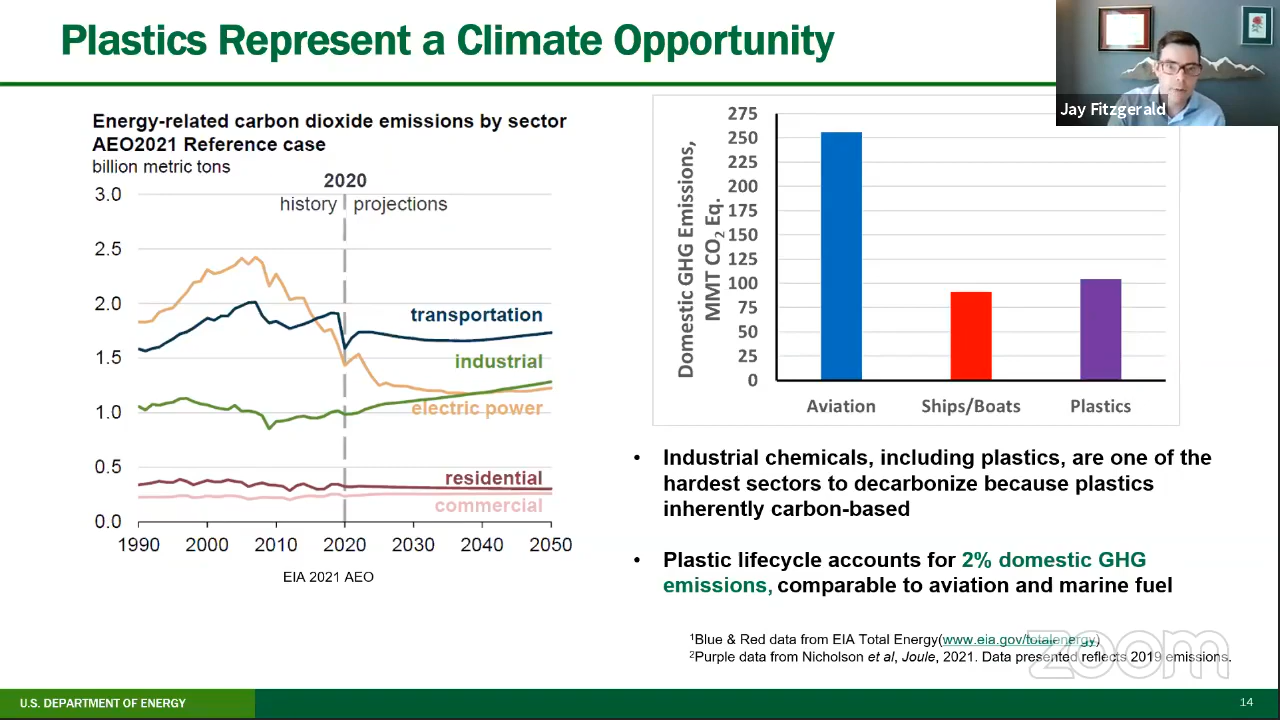 Plastics Represent a Climate Opportunity
Jay Fitzgerald
Energy-related carbon dioxide emissions by sector
AEO2021 Reference case
billion metric tons
2020
history
projections
3.0
2.5
2.0
1.5
1.0
0.5
0.0
transportation
industrial
electric power
residential
commercial
1990 2000 2010 2020 2030 2040 2050
EIA 2021 AEO
Domestic GHG Emissions,
MMT CO₂ Eq.
275
250
225
200
175
150
125
100
75
50
25
0
Aviation Ships/Boats Plastics
• Industrial chemicals, including plastics, are one of the
hardest sectors to decarbonize because plastics
inherently carbon-based
• Plastic lifecycle accounts for 2% domestic GHG
emissions, comparable to aviation and marine fuel
¹Blue & Red data from EIA Total Energy(www.eia.gov/totalenergy)
²Purple data from Nicholson et al, Joule, 2021. Data presented reflects 2019 emissions.
zoom
U.S. DEPARTMENT OF ENERGY
14